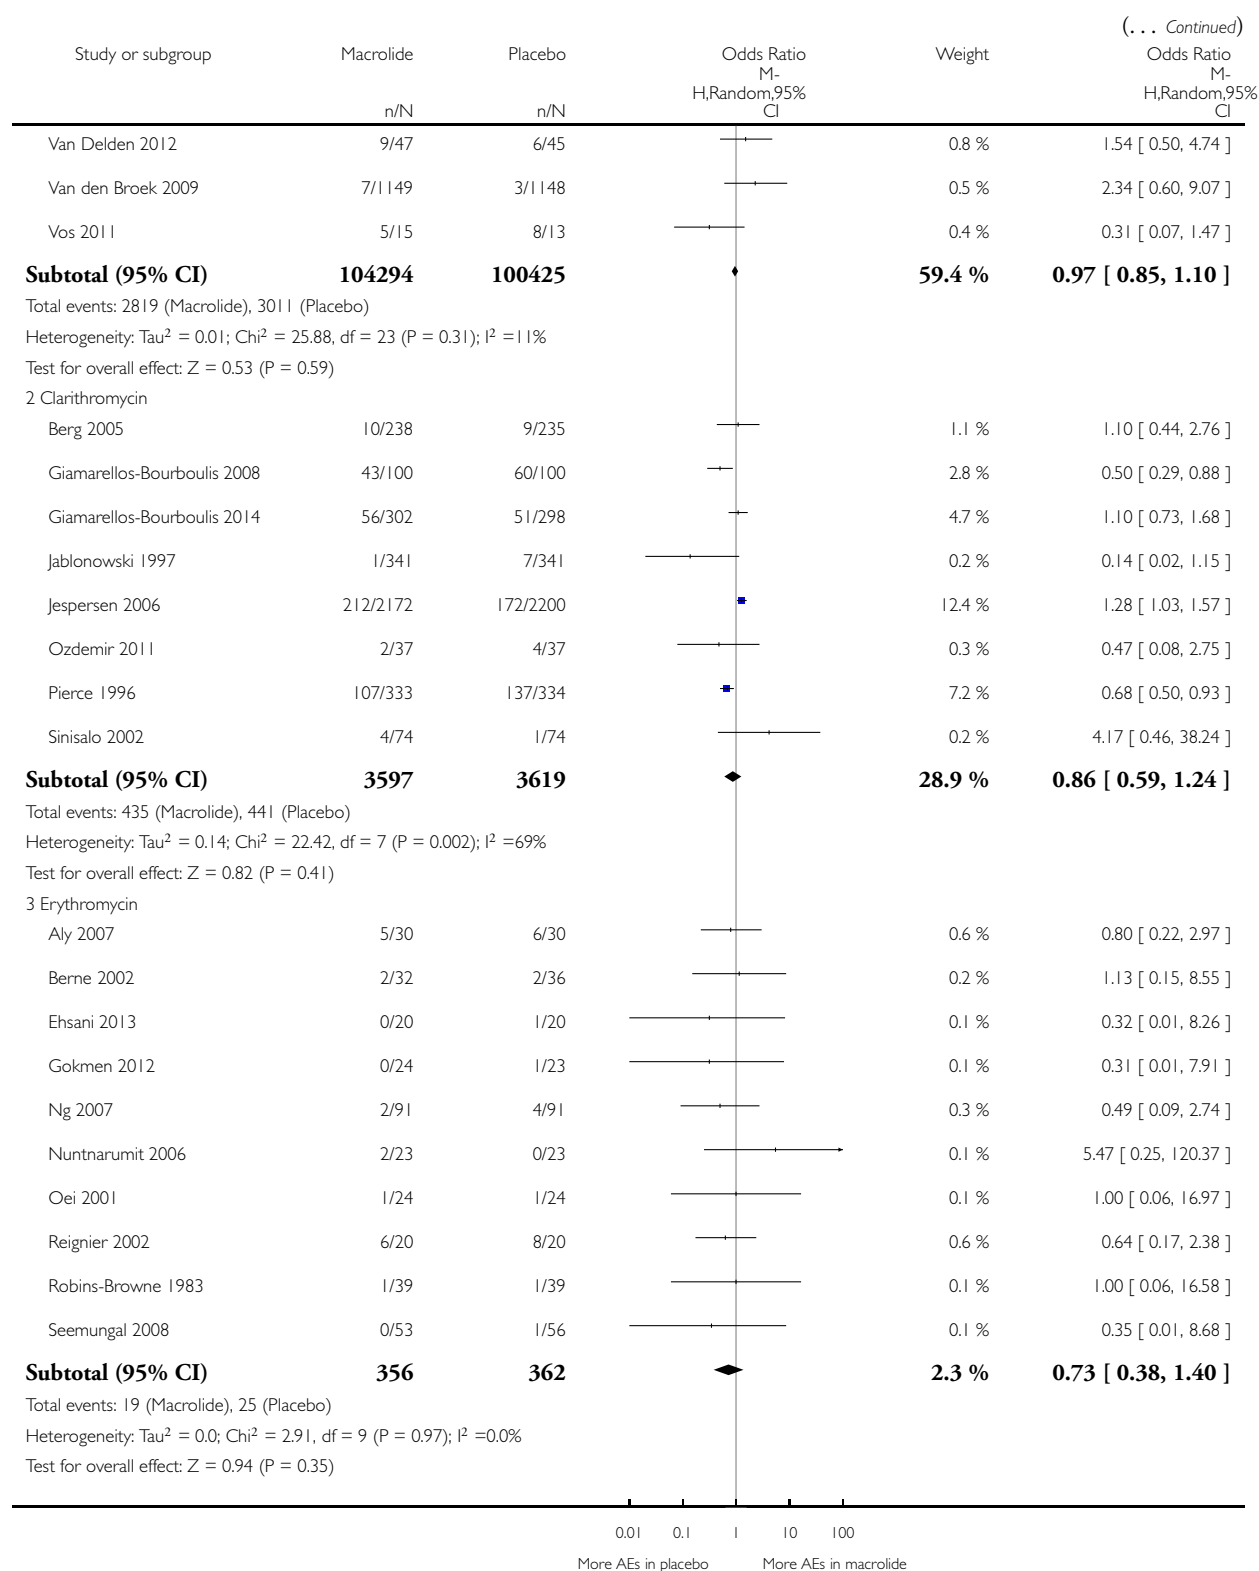 (... Continued)
Study or subgroup Macrolide Placebo Odds Ratio Weight Odds Ratio
M- M-
H,Random,95% H,Random,95%
n/N n/N CI CI
Van Delden 2012 9/47 6/45 0.8 % 1.54 [ 0.50, 4.74 ]
Van den Broek 2009 7/1149 3/1148 0.5 % 2.34 [ 0.60, 9.07 ]
Vos 2011 5/15 8/13 0.4 % 0.31 [ 0.07, 1.47 ]
Subtotal (95% CI) 104294 100425 59.4 % 0.97 [ 0.85, 1.10 ]
Total events: 2819 (Macrolide), 3011 (Placebo)
Heterogeneity: Tau² = 0.01; Chi² = 25.88, df = 23 (P = 0.31); I² =11%
Test for overall effect: Z = 0.53 (P = 0.59)
2 Clarithromycin
Berg 2005 10/238 9/235 1.1 % 1.10 [ 0.44, 2.76 ]
Giamarellos-Bourboulis 2008 43/100 60/100 2.8 % 0.50 [ 0.29, 0.88 ]
Giamarellos-Bourboulis 2014 56/302 51/298 4.7 % 1.10 [ 0.73, 1.68 ]
Jablonowski 1997 1/341 7/341 0.2 % 0.14 [ 0.02, 1.15 ]
Jespersen 2006 212/2172 172/2200 12.4 % 1.28 [ 1.03, 1.57 ]
Ozdemir 2011 2/37 4/37 0.3 % 0.47 [ 0.08, 2.75 ]
Pierce 1996 107/333 137/334 7.2 % 0.68 [ 0.50, 0.93 ]
Sinisalo 2002 4/74 1/74 0.2 % 4.17 [ 0.46, 38.24 ]
Subtotal (95% CI) 3597 3619 28.9 % 0.86 [ 0.59, 1.24 ]
Total events: 435 (Macrolide), 441 (Placebo)
Heterogeneity: Tau² = 0.14; Chi² = 22.42, df = 7 (P = 0.002); I² =69%
Test for overall effect: Z = 0.82 (P = 0.41)
3 Erythromycin
Aly 2007 5/30 6/30 0.6 % 0.80 [ 0.22, 2.97 ]
Berne 2002 2/32 2/36 0.2 % 1.13 [ 0.15, 8.55 ]
Ehsani 2013 0/20 1/20 0.1 % 0.32 [ 0.01, 8.26 ]
Gokmen 2012 0/24 1/23 0.1 % 0.31 [ 0.01, 7.91 ]
Ng 2007 2/91 4/91 0.3 % 0.49 [ 0.09, 2.74 ]
Nuntnarumit 2006 2/23 0/23 0.1 % 5.47 [ 0.25, 120.37 ]
Oei 2001 1/24 1/24 0.1 % 1.00 [ 0.06, 16.97 ]
Reignier 2002 6/20 8/20 0.6 % 0.64 [ 0.17, 2.38 ]
Robins-Browne 1983 1/39 1/39 0.1 % 1.00 [ 0.06, 16.58 ]
Seemungal 2008 0/53 1/56 0.1 % 0.35 [ 0.01, 8.68 ]
Subtotal (95% CI) 356 362 2.3 % 0.73 [ 0.38, 1.40 ]
Total events: 19 (Macrolide), 25 (Placebo)
Heterogeneity: Tau² = 0.0; Chi² = 2.91, df = 9 (P = 0.97); I² =0.0%
Test for overall effect: Z = 0.94 (P = 0.35)
0.01 0.1 1 10 100
More AEs in placebo More AEs in macrolide